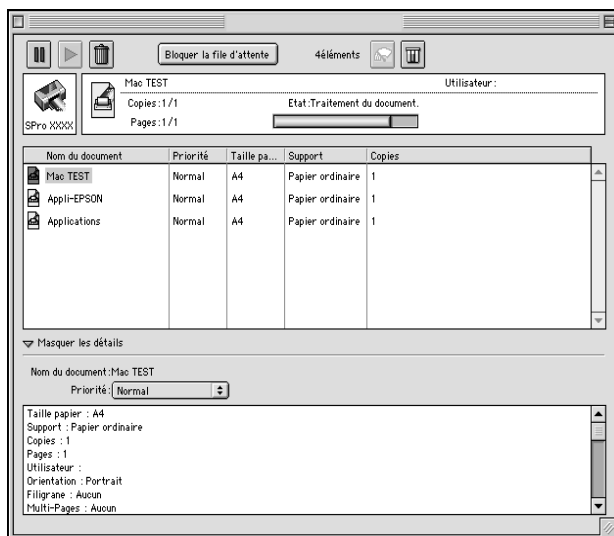 Bloquer la file d'attente 4éléments
Mac TEST Utilisateur :
Copies :1/1 Etat :Traitement du document.
Pages :1/1
SPro XXXX
Nom du document Priorité Taille pa... Support Copies
Mac TEST Normal A4 Papier ordinaire 1
Appli-EPSON Normal A4 Papier ordinaire 1
Applications Normal A4 Papier ordinaire 1
Masquer les détails
Nom du document :Mac TEST
Priorité : Normal
Taille papier : A4
Support : Papier ordinaire
Copies : 1
Pages : 1
Utilisateur :
Orientation : Portrait
Filigrane : Aucun
Multi-Pages : Aucun